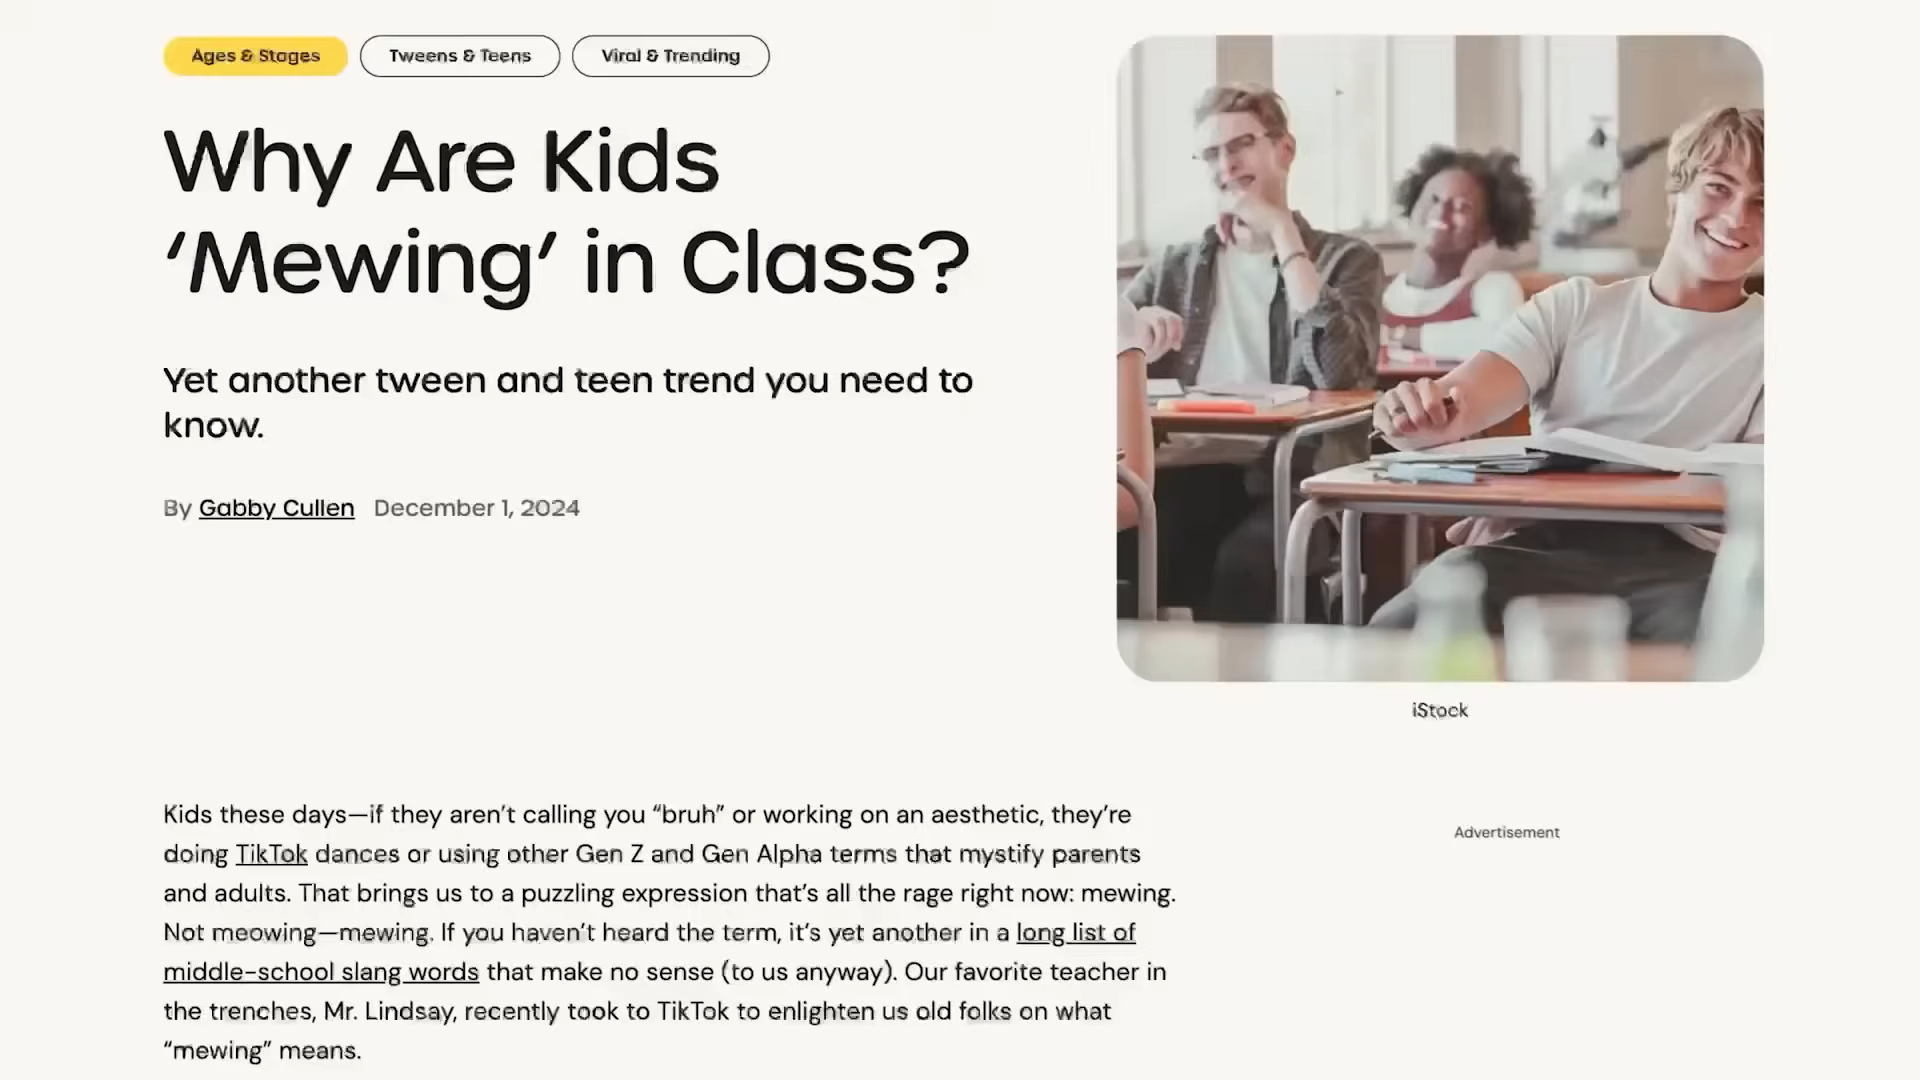 Ages & Stages
Tweens & Teens
Viral & Trending
Why Are Kids
‘Mewing’ in Class?
Yet another tween and teen trend you need to
know.
By Gabby Cullen December 1, 2024
iStock
Kids these days—if they aren’t calling you “bruh” or working on an aesthetic, they’re
doing TikTok dances or using other Gen Z and Gen Alpha terms that mystify parents
and adults. That brings us to a puzzling expression that’s all the rage right now: mewing.
Not meowing—mewing. If you haven’t heard the term, it’s yet another in a long list of
middle-school slang words that make no sense (to us anyway). Our favorite teacher in
the trenches, Mr. Lindsay, recently took to TikTok to enlighten us old folks on what
“mewing” means.
Advertisement